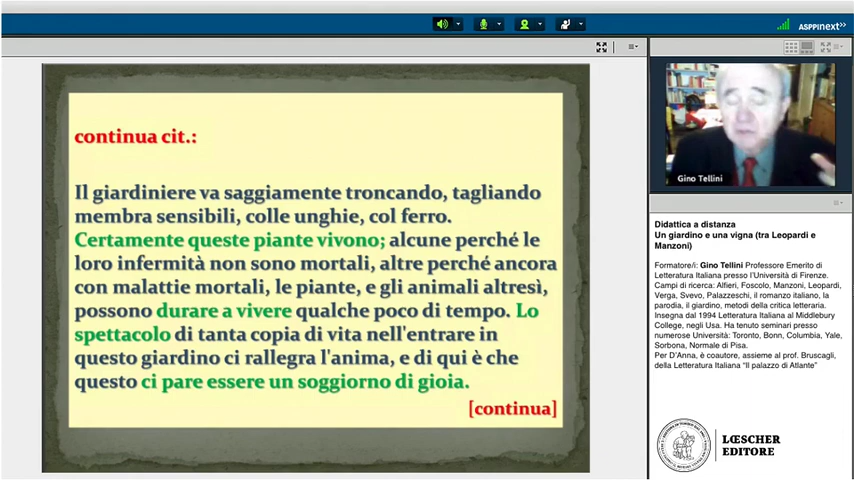 ASPPInext»
continua cit.:
Il giardiniere va saggiamente troncando, tagliando
membra sensibili, colle unghie, col ferro.
Certamente queste piante vivono; alcune perché le
loro infermità non sono mortali, altre perché ancora
con malattie mortali, le piante, e gli animali altresì,
possono durare a vivere qualche poco di tempo. Lo
spettacolo di tanta copia di vita nell'entrare in
questo giardino ci rallegra l'anima, e di qui è che
questo ci pare essere un soggiorno di gioia.
[continua]
Gino Tellini
Didattica a distanza
Un giardino e una vigna (tra Leopardi e
Manzoni)
Formatore/i: Gino Tellini Professore Emerito di
Letteratura Italiana presso l'Università di Firenze.
Campi di ricerca: Alfieri, Foscolo, Manzoni, Leopardi,
Verga, Svevo, Palazzeschi, il romanzo italiano, la
parodia, il giardino, metodi della critica letteraria.
Insegna dal 1994 Letteratura Italiana al Middlebury
College, negli Usa. Ha tenuto seminari presso
numerose Università: Toronto, Bonn, Columbia, Yale,
Sorbona, Normale di Pisa.
Per D'Anna, è coautore, assieme al prof. Bruscagli,
della Letteratura Italiana "Il palazzo di Atlante"
LŒSCHER
EDITORE